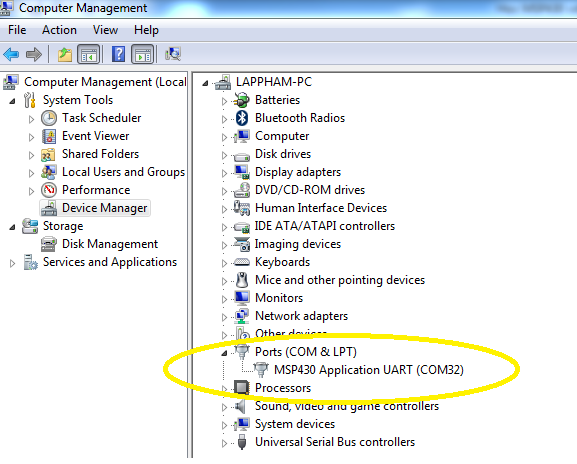 Computer Management
File Action View Help
Computer Management (Local
System Tools
Task Scheduler
Event Viewer
Shared Folders
Local Users and Groups
Performance
Device Manager
Storage
Disk Management
Services and Applications
LAPPHAM-PC
Batteries
Bluetooth Radios
Computer
Disk drives
Display adapters
DVD/CD-ROM drives
Human Interface Devices
IDE ATA/ATAPI controllers
Imaging devices
Keyboards
Mice and other pointing devices
Monitors
Network adapters
Other devices
Ports (COM & LPT)
MSP430 Application UART (COM32)
Processors
Sound, video and game controllers
System devices
Universal Serial Bus controllers